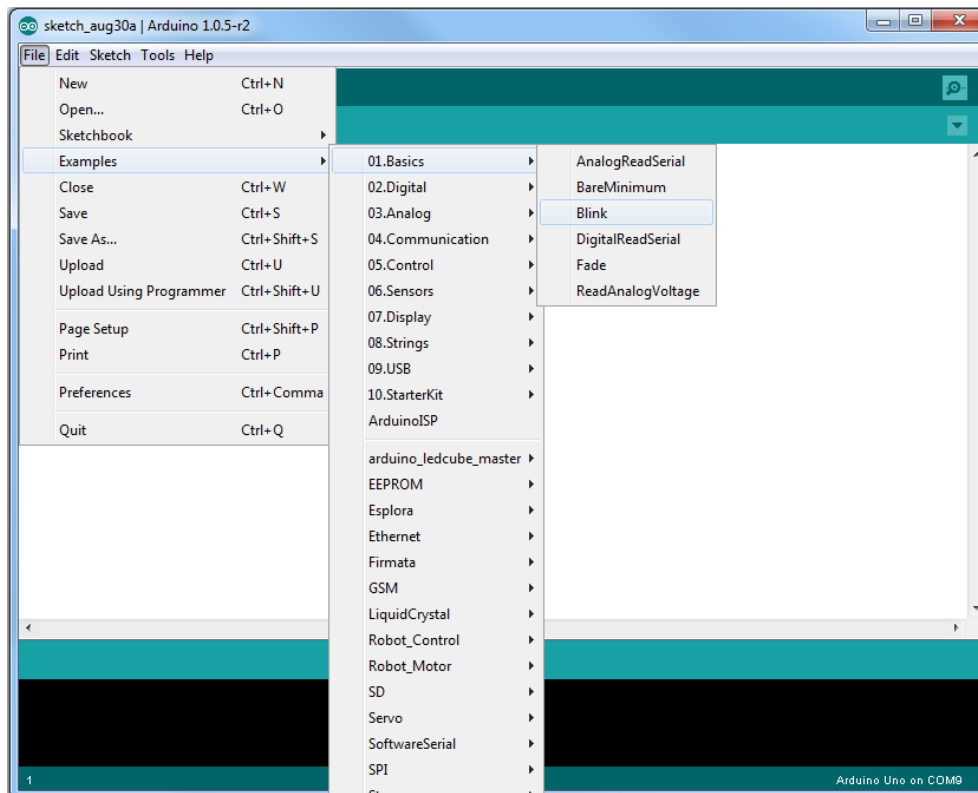 sketch_aug30a | Arduino 1.0.5-r2
File Edit Sketch Tools Help
New Ctrl+N
Open... Ctrl+O
Sketchbook
Examples
Close Ctrl+W
Save Ctrl+S
Save As... Ctrl+Shift+S
Upload Ctrl+U
Upload Using Programmer Ctrl+Shift+U
Page Setup Ctrl+Shift+P
Print Ctrl+P
Preferences Ctrl+Comma
Quit Ctrl+Q
01.Basics
02.Digital
03.Analog
04.Communication
05.Control
06.Sensors
07.Display
08.Strings
09.USB
10.StarterKit
ArduinoISP
arduino_ledcube_master
EEPROM
Esplora
Ethernet
Firmata
GSM
LiquidCrystal
Robot_Control
Robot_Motor
SD
Servo
SoftwareSerial
SPI
AnalogReadSerial
BareMinimum
Blink
DigitalReadSerial
Fade
ReadAnalogVoltage
1
Arduino Uno on COM9